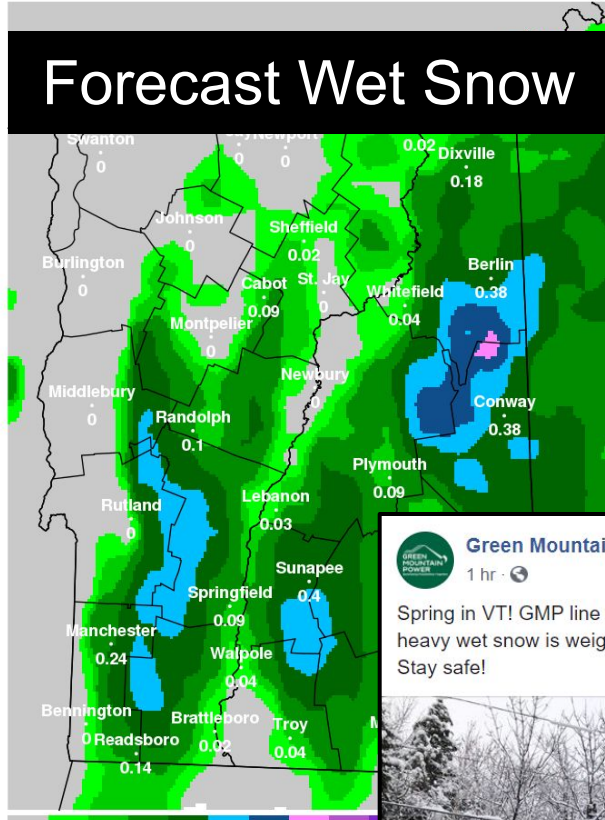 Forecast Wet Snow
Swanton
0
Newport
0
0
0.02
Dixville
0.18
Johnson
0
Sheffield
0.02
Burlington
0
Berlin
0.38
Cabot
0.09
St. Jay
0
Whitefield
0.04
Montpelier
0
Newbury
0
Middlebury
0
Randolph
0.1
Conway
0.38
Plymouth
0.09
Rutland
0
Lebanon
0.03
Sunapee
0.4
Springfield
0.09
Manchester
0.24
Walpole
0.04
Bennington
0
Brattleboro
0.02
Troy
0.04
Readsboro
0.14
GREEN
MOUNTAIN
POWER
Green Mountai
1 hr ·
Spring in VT! GMP line
heavy wet snow is weig
Stay safe!